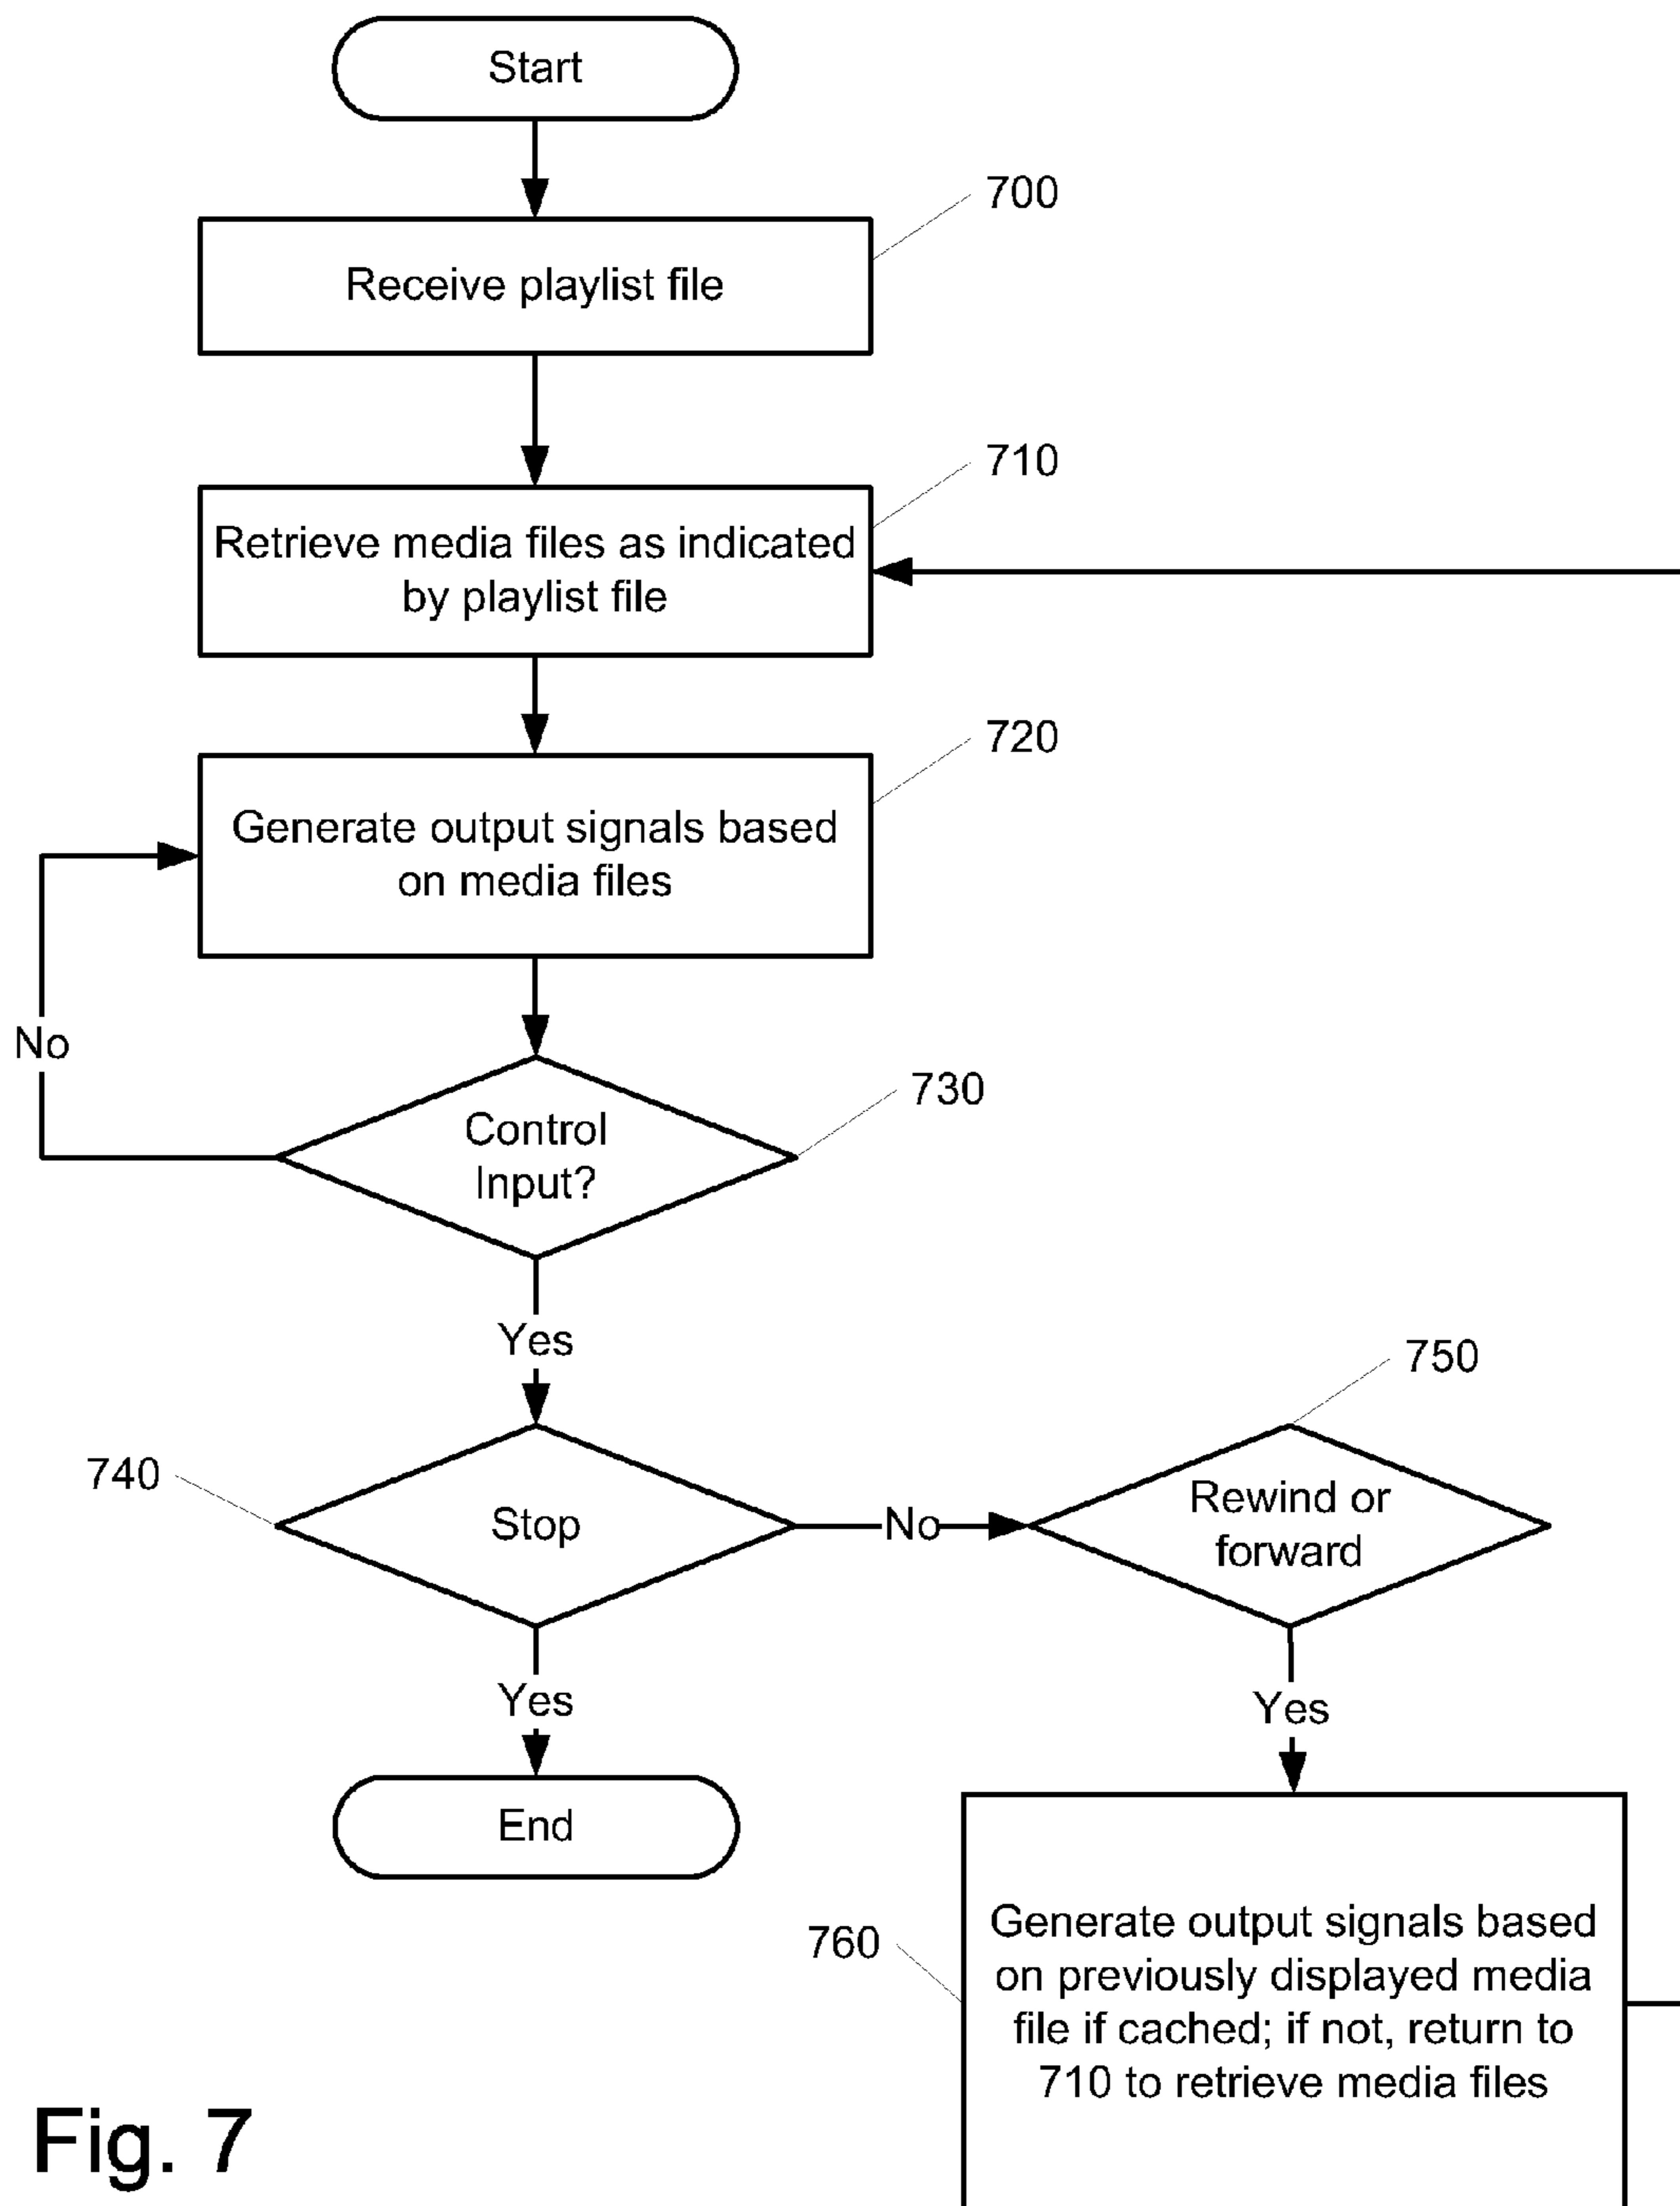 Start
700
Receive playlist file
710
Retrieve media files as indicated
by playlist file
720
Generate output signals based
on media files
No
730
Control
Input?
Yes
740
Stop
No
750
Rewind or
forward
Yes
Yes
End
760
Generate output signals based
on previously displayed media
file if cached; if not, return to
710 to retrieve media files
Fig. 7